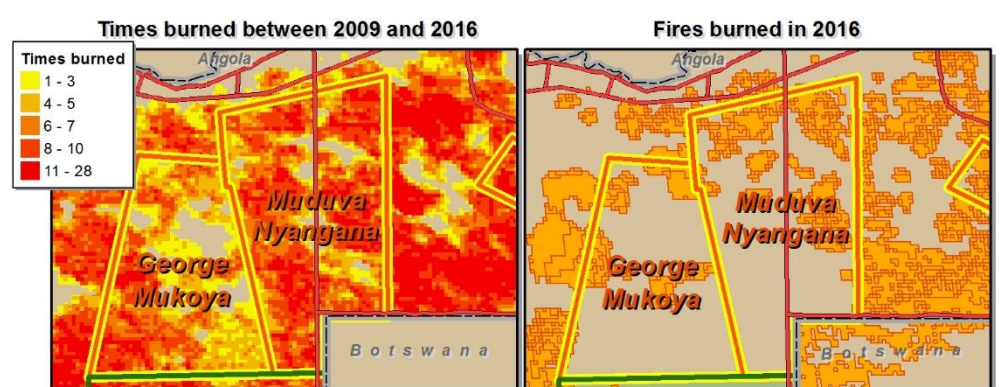 Times burned between 2009 and 2016
Times burned
1 - 3
4 - 5
6 - 7
8 - 10
11 - 28
Angola
Muduva
Nyangana
George
Mukoya
Botswana
Fires burned in 2016
Angola
Muduva
Nyangana
George
Mukoya
Botswana